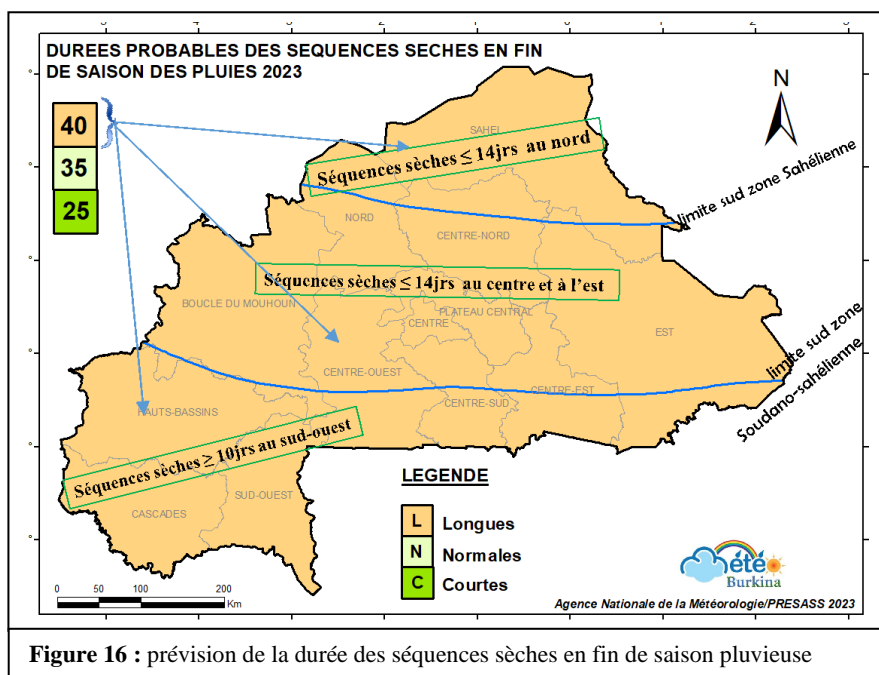 DUREES PROBABLES DES SEQUENCES SECHES EN FIN
DE SAISON DES PLUIES 2023
N
40
35
25
SAHEL
Séquences sèches ≤ 14jrs au nord
limite sud zone Sahélienne
NORD
CENTRE-NORD
Séquences sèches ≤ 14jrs au centre et à l'est
BOUCLE DU MOUHOUN
PLATEAU CENTRAL
CENTRE
EST
limite sud zone
Soudano-sahélienne
CENTRE-OUEST
CENTRE-EST
CENTRE-SUD
HAUTS-BASSINS
Séquences sèches ≥ 10jrs au sud-ouest
SUD-OUEST
CASCADES
LEGENDE
L Longues
N Normales
C Courtes
0 50 100 200
Km
Météo
Burkina
Agence Nationale de la Météorologie/PRESASS 2023
Figure 16 : prévision de la durée des séquences sèches en fin de saison pluvieuse